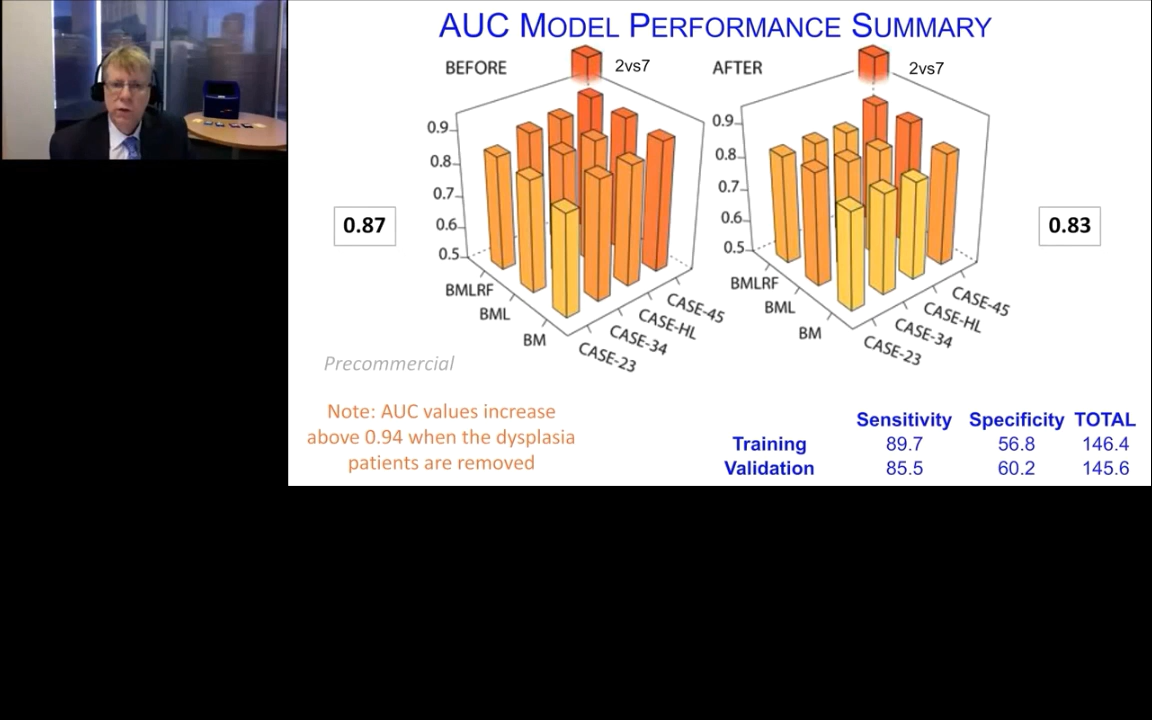 AUC MODEL PERFORMANCE SUMMARY
BEFORE
2vs7
0.9
0.8
0.7
0.6
0.5
BMLRF
BML
BM
CASE-23
CASE-34
CASE-HL
CASE-45
0.87
AFTER
2vs7
0.9
0.8
0.7
0.6
0.5
BMLRF
BML
BM
CASE-23
CASE-34
CASE-HL
CASE-45
0.83
Precommercial
Note: AUC values increase
above 0.94 when the dysplasia
patients are removed
Sensitivity Specificity TOTAL
Training 89.7 56.8 146.4
Validation 85.5 60.2 145.6